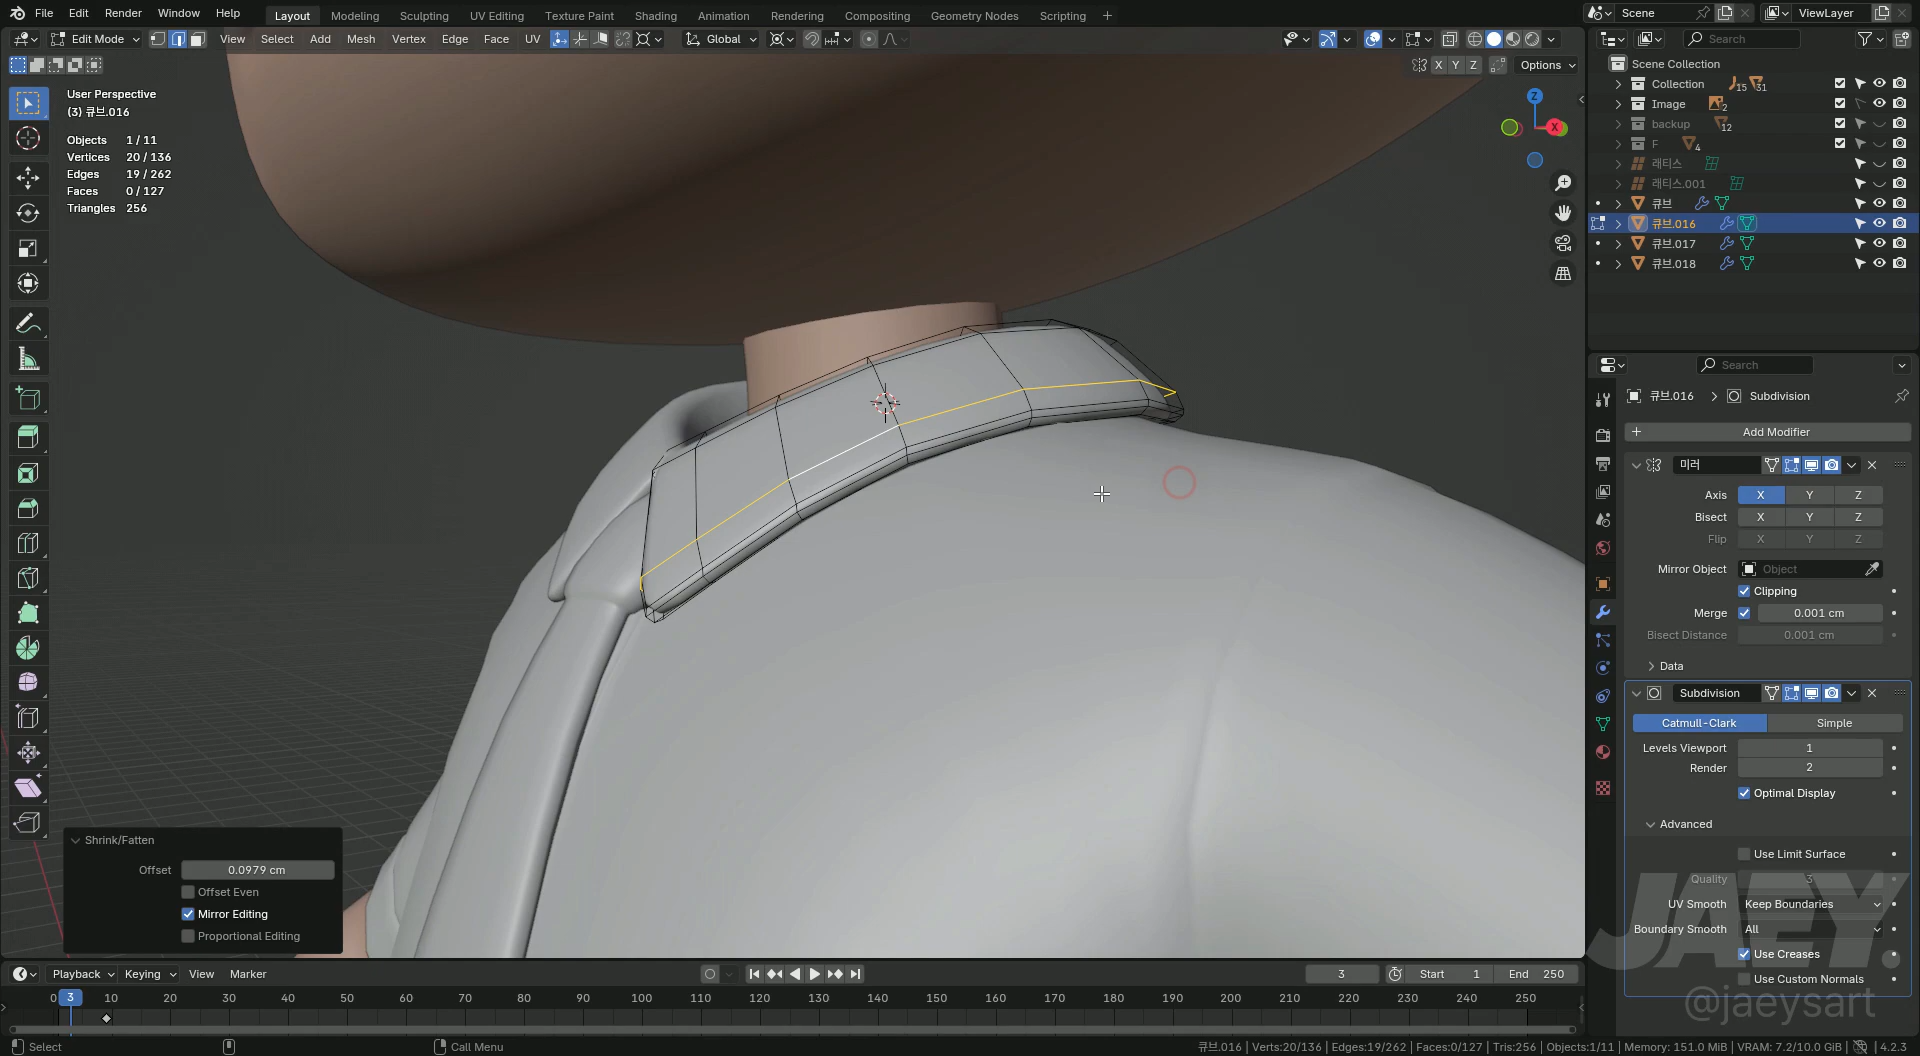 File Edit Render Window Help Layout Modeling Sculpting UV Editing Texture Paint Shading Animation Rendering Compositing Geometry Nodes Scripting + Scene ViewLayer
Edit Mode View Select Add Mesh Vertex Edge Face UV Global Search
X Y Z Options
User Perspective
(3) 큐브.016
Objects 1 / 11
Vertices 20 / 136
Edges 19 / 262
Faces 0 / 127
Triangles 256
Z
X
Scene Collection
Collection 15 31
Image 2
backup 12
F 4
래티스
래티스.001
큐브
큐브.016
큐브.017
큐브.018
Search
큐브.016 > Subdivision
+ Add Modifier
미러
Axis X Y Z
Bisect X Y Z
Flip X Y Z
Mirror Object Object
Clipping
Merge 0.001 cm
Bisect Distance 0.001 cm
Data
Subdivision
Catmull-Clark Simple
Levels Viewport 1
Render 2
Optimal Display
Advanced
Use Limit Surface
Quality 3
UV Smooth Keep Boundaries
Boundary Smooth All
Use Creases
Use Custom Normals
JAEY.
@jaeysart
Shrink/Fatten
Offset 0.0979 cm
Offset Even
Mirror Editing
Proportional Editing
Playback Keying View Marker 3 Start 1 End 250
0 3 10 20 30 40 50 60 70 80 90 100 110 120 130 140 150 160 170 180 190 200 210 220 230 240 250
Select Call Menu 큐브.016 | Verts:20/136 | Edges:19/262 | Faces:0/127 | Tris:256 | Objects:1/11 | Memory: 151.0 MiB | VRAM: 7.2/10.0 GiB | 4.2.3